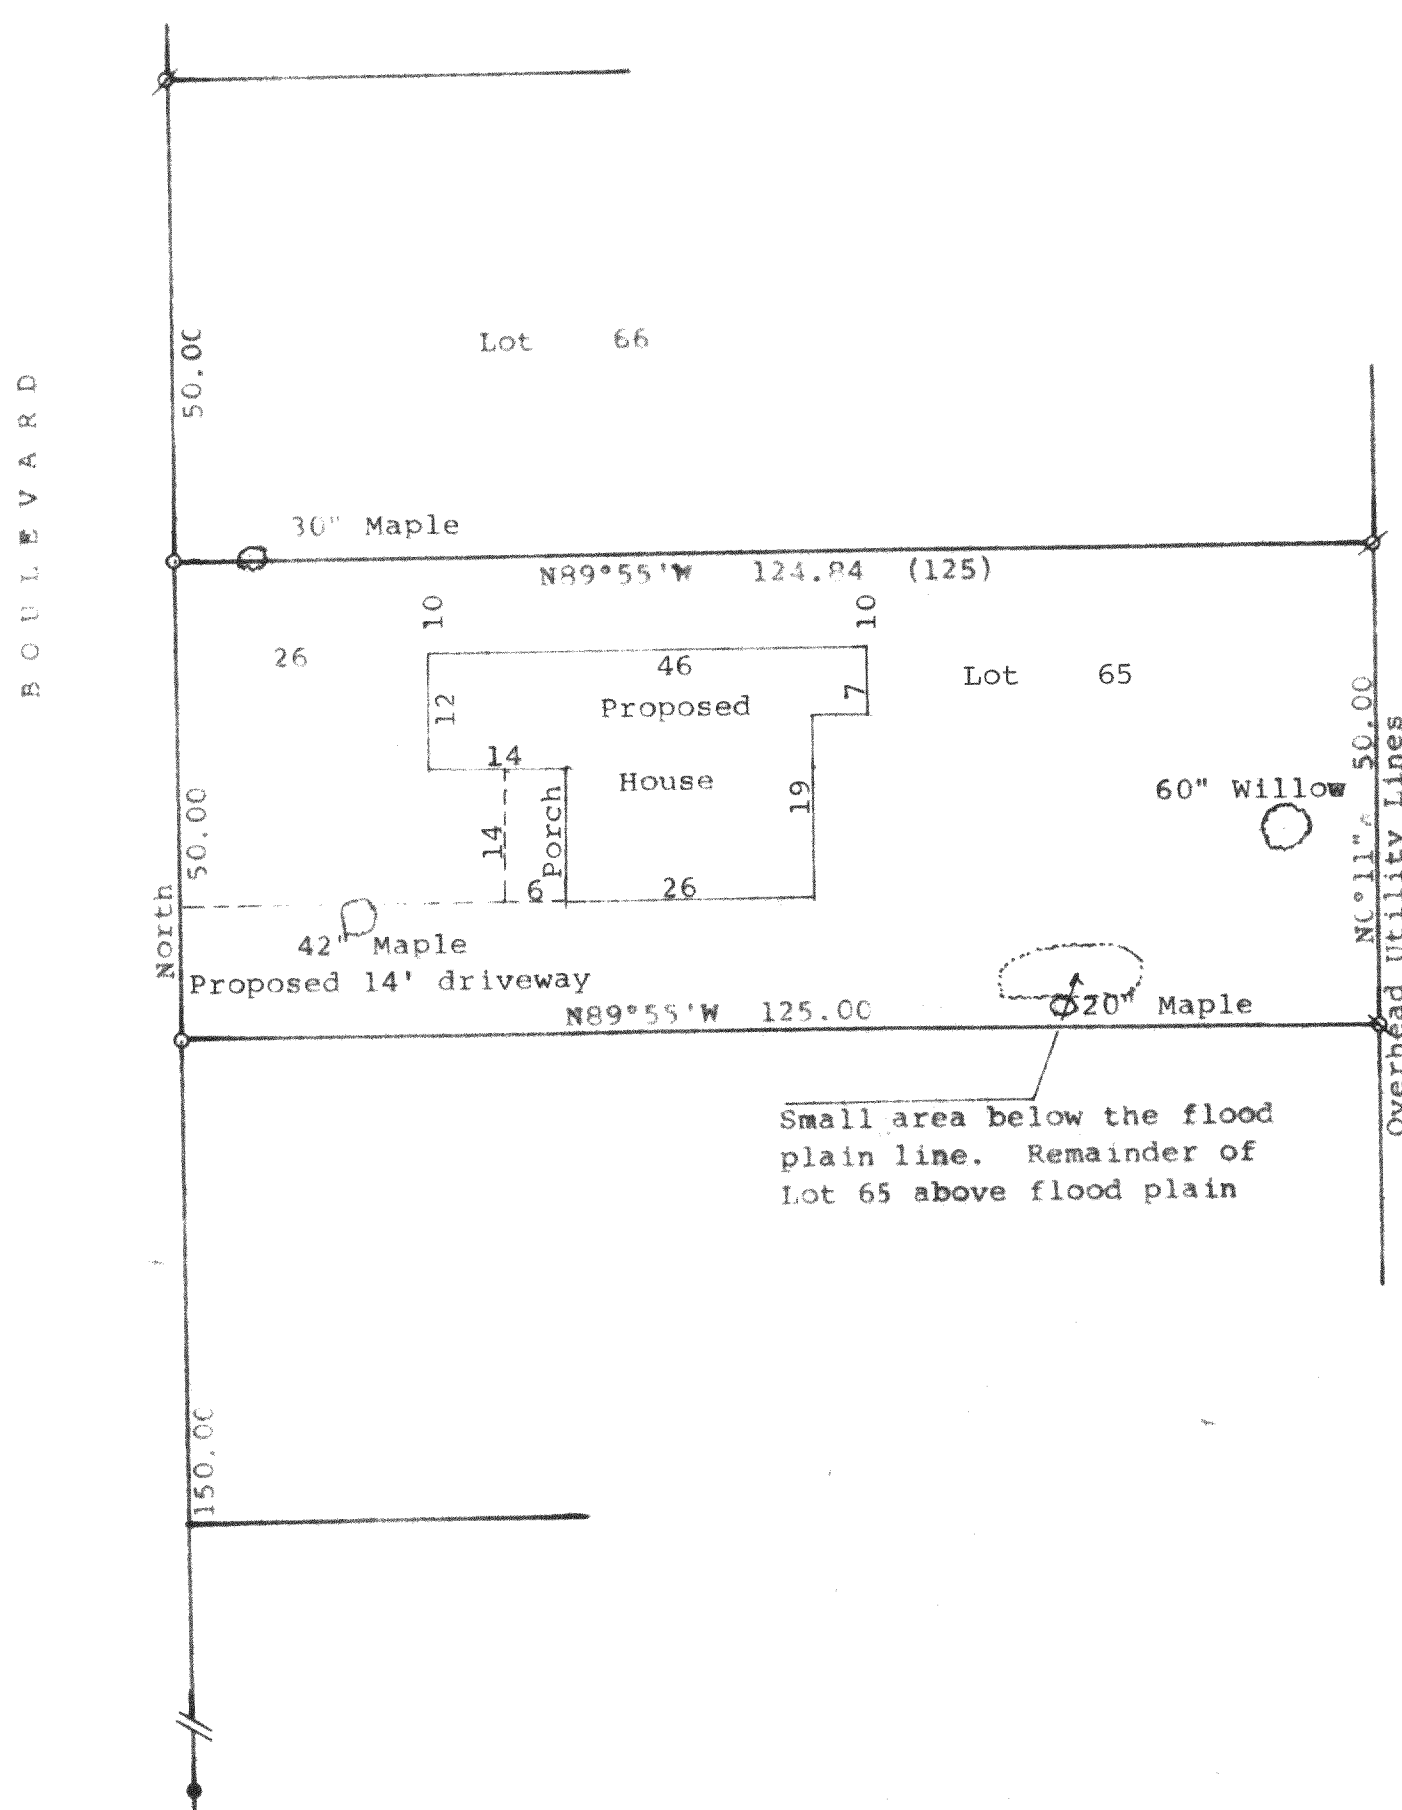 BOULEVARD
50.00
Lot 66
30" Maple
N89°55'W 124.84 (125)
10
10
26
46
12
7
Proposed
Lot 65
14
House
50.00
60" Willow
19
Porch
14
50.00
6
26
North
42" Maple
Proposed 14' driveway
N89°55'W 125.00
20" Maple
Overhead Utility Lines
Small area below the flood
plain line. Remainder of
Lot 65 above flood plain
150.00